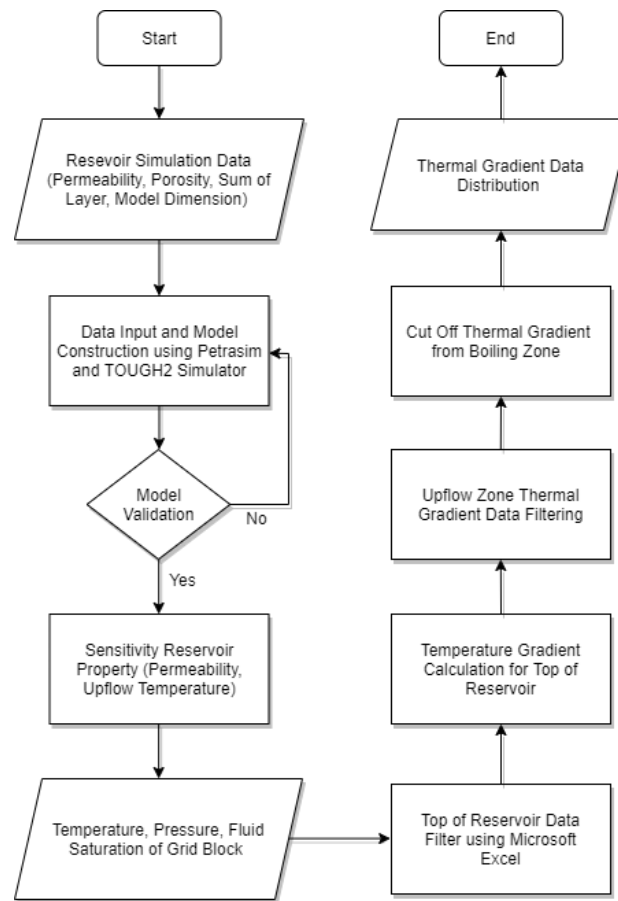 Start
Resevoir Simulation Data
(Permeability, Porosity, Sum of
Layer, Model Dimension)
Data Input and Model
Construction using Petrasim
and TOUGH2 Simulator
Model
Validation
No
Yes
Sensitivity Reservoir
Property (Permeability,
Upflow Temperature)
Temperature, Pressure, Fluid
Saturation of Grid Block
Top of Reservoir Data
Filter using Microsoft
Excel
Temperature Gradient
Calculation for Top of
Reservoir
Upflow Zone Thermal
Gradient Data Filtering
Cut Off Thermal Gradient
from Boiling Zone
Thermal Gradient Data
Distribution
End